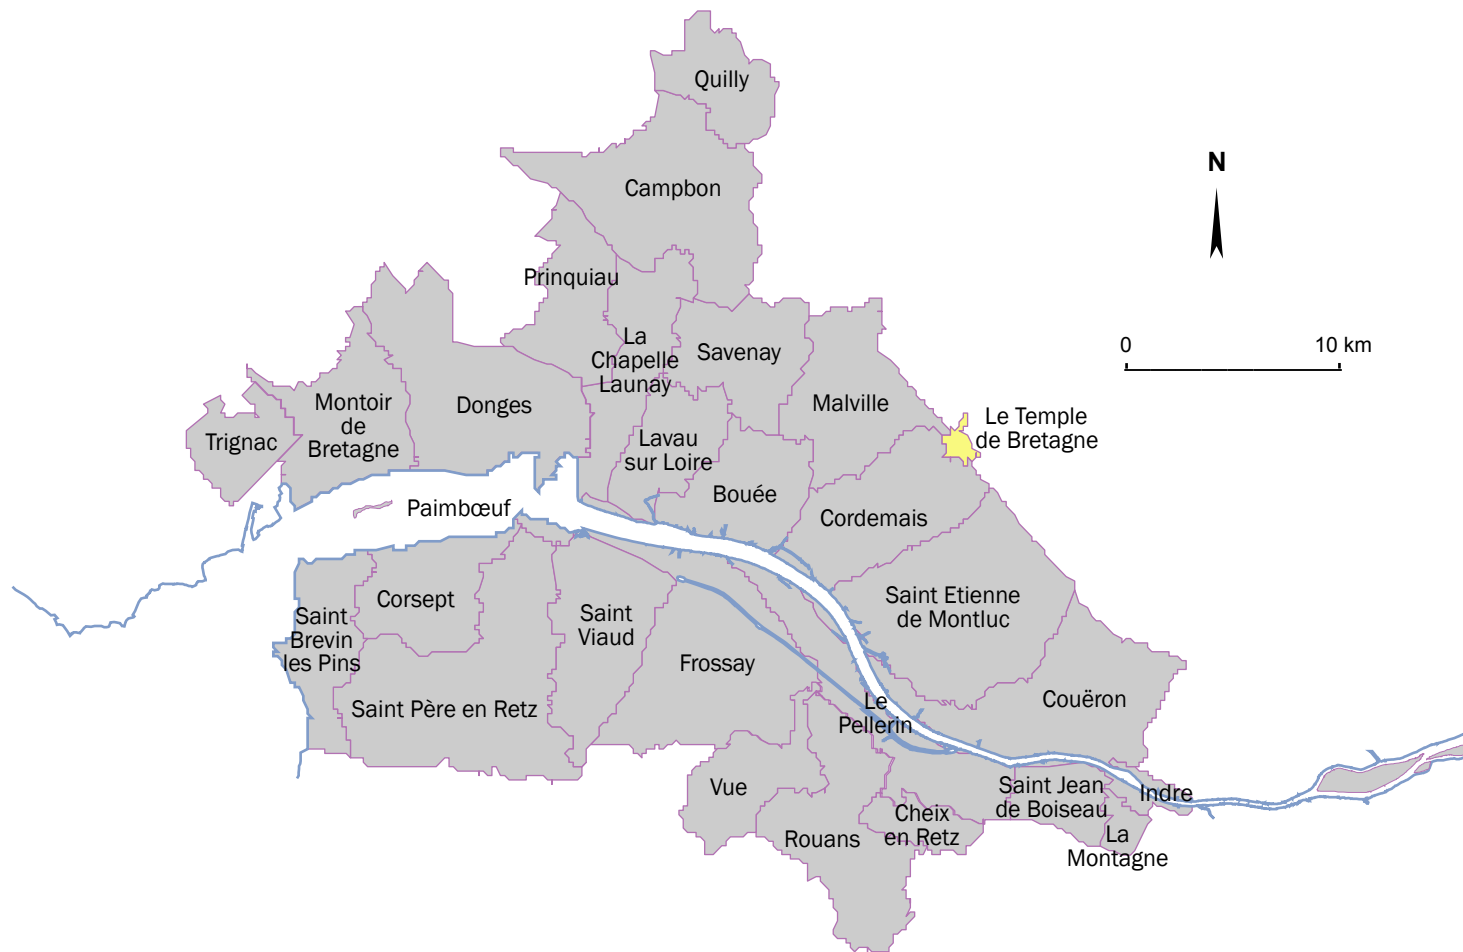 Quilly
N
Campbon
Prinquiau
0 10 km
La
Chapelle
Launay
Savenay
Malville
Le Temple
de Bretagne
Montoir
de
Bretagne
Donges
Trignac
Lavau
sur Loire
Bouée
Cordemais
Paimbœuf
Corsept
Saint
Brevin
les Pins
Saint
Viaud
Saint Etienne
de Montluc
Frossay
Saint Père en Retz
Le
Pellerin
Couëron
Vue
Rouans
Cheix
en Retz
Saint Jean
de Boiseau
Indre
La
Montagne